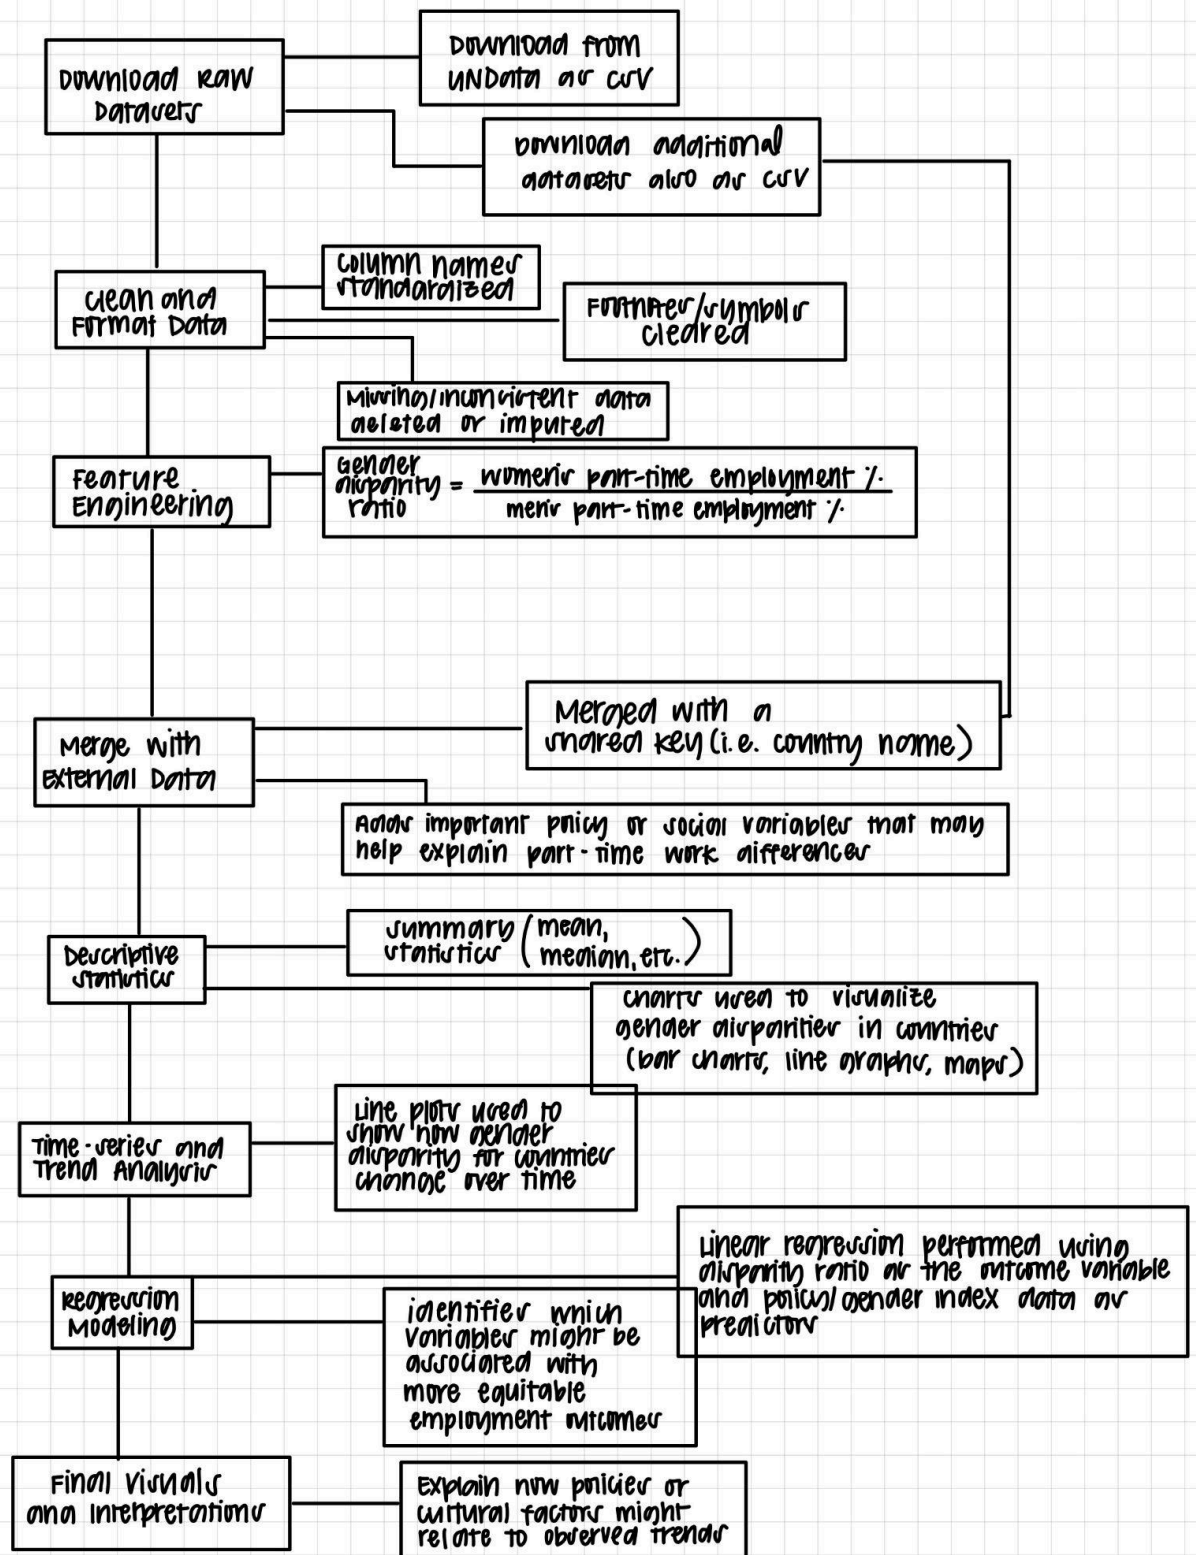 Download Raw
Datasets
Download from
UNData as csv
Download additional
datasets also as csv
Clean and
Format Data
Column names
standardized
Footnotes/symbols
cleared
Missing/inconsistent data
deleted or imputed
Feature
Engineering
Gender
disparity =
ratio
women's part-time employment %
men's part-time employment %
Merge with
External Data
Merged with a
shared key (i.e. country name)
Adds important policy or social variables that may
help explain part-time work differences
Descriptive
Statistics
summary (mean,
statistics median, etc.)
charts used to visualize
gender disparities in countries
(bar charts, line graphs, maps)
Time-series and
Trend Analysis
Line plots used to
show how gender
disparity for countries
change over time
Regression
Modeling
Linear regression performed using
disparity ratio as the outcome variable
and policy/gender index data as
predictors
identifies which
variables might be
associated with
more equitable
employment outcomes
Final Visuals
and Interpretations
Explain how policies or
cultural factors might
relate to observed trends